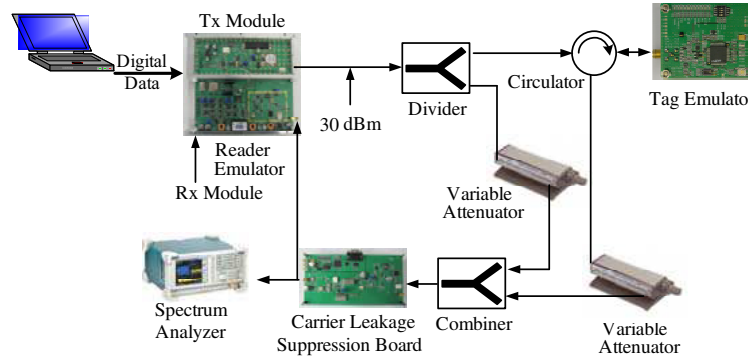 Tx Module
Digital
Data
Divider
Circulator
Tag Emulato
30 dBm
Reader
Emulator
Rx Module
Variable
Attenuator
Spectrum
Analyzer
Carrier Leakage
Suppression Board
Combiner
Variable
Attenuator